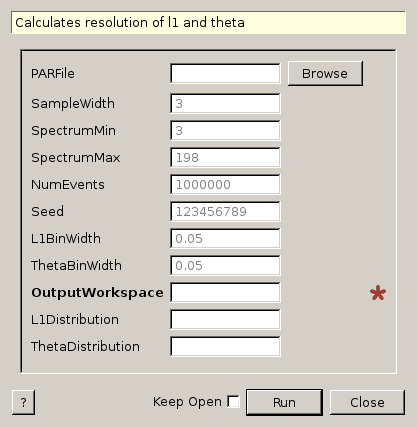 Calculates resolution of l1 and theta
PARFile Browse
SampleWidth 3
SpectrumMin 3
SpectrumMax 198
NumEvents 1000000
Seed 123456789
L1BinWidth 0.05
ThetaBinWidth 0.05
OutputWorkspace *
L1Distribution
ThetaDistribution
? Keep Open Run Close